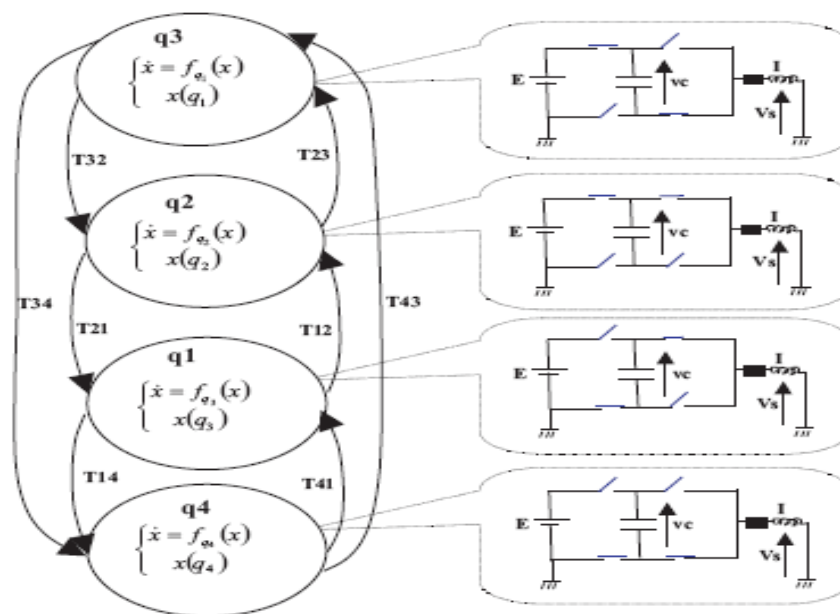 q3
ẋ = f_q₁(x)
x(q₁)
T32
T23
q2
ẋ = f_q₂(x)
x(q₂)
T34
T43
T21
T12
q1
ẋ = f_q₃(x)
x(q₃)
T14
T41
q4
ẋ = f_q₄(x)
x(q₄)
E
vc
I
Vs
E
vc
I
Vs
E
vc
I
Vs
E
vc
I
Vs